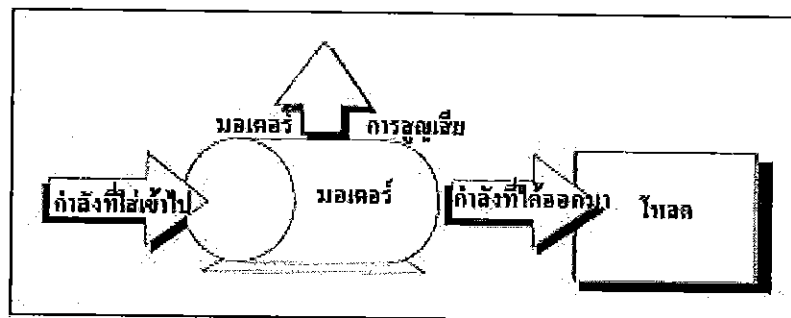 มอเตอร์ การสูญเสีย
กำลังที่ใส่เข้าไป
มอเตอร์
กำลังที่ได้ออกมา
โหลด